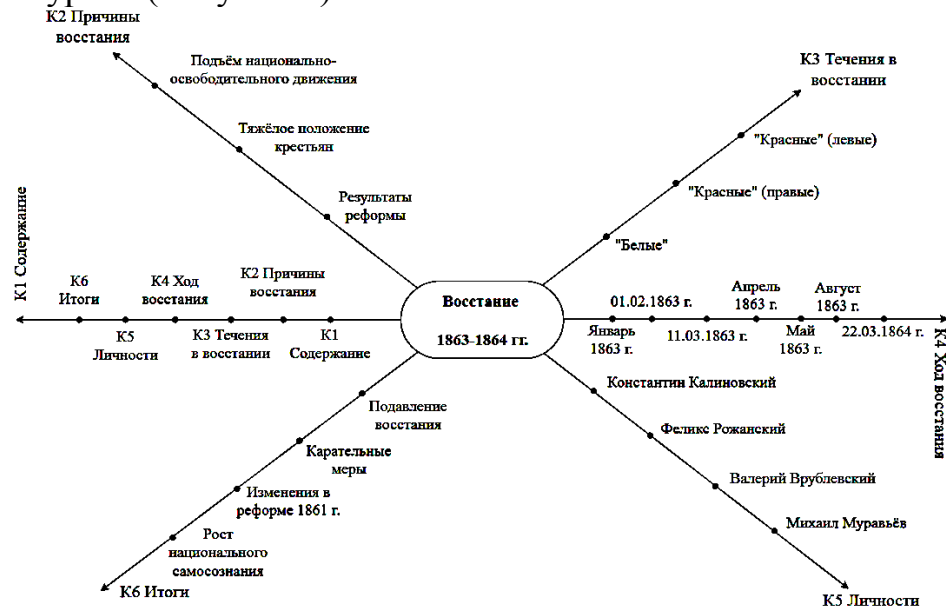 К2 Причины
восстания
Подъём национально-
освободительного движения
Тяжёлое положение
крестьян
Результаты
реформы
К3 Течения в
восстании
"Красные" (левые)
"Красные" (правые)
"Белые"
К1 Содержание
К6
Итоги
К5
Личности
К4 Ход
восстания
К3 Течения
в восстании
К2 Причины
восстания
К1
Содержание
Восстание
1863-1864 гг.
Январь
1863 г.
01.02.1863 г.
11.03.1863 г.
Апрель
1863 г.
Май
1863 г.
Август
1863 г.
22.03.1864 г.
К4 Ход восстания
Константин Калиновский
Феликс Рожанский
Валерий Врублевский
Михаил Муравьёв
К5 Личности
Подавление
восстания
Карательные
меры
Изменения в
реформе 1861 г.
Рост
национального
самосознания
К6 Итоги